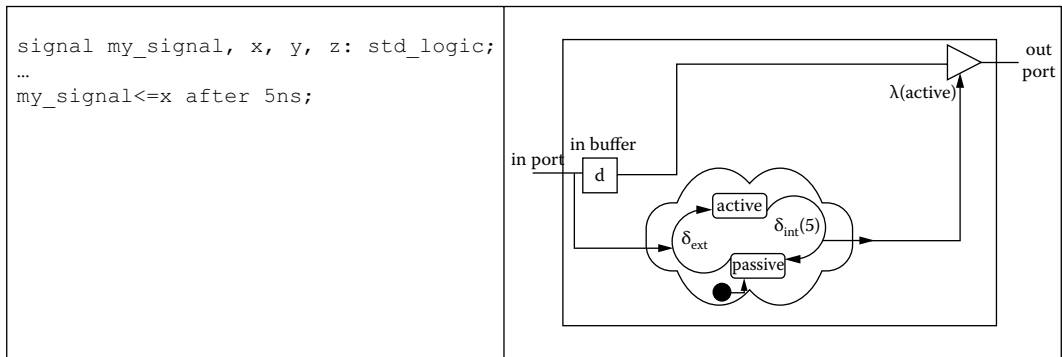 signal my_signal, x, y, z: std_logic;
…
my_signal<=x after 5ns;
out
port
λ(active)
in buffer
in port
d
active
δext
δint(5)
passive